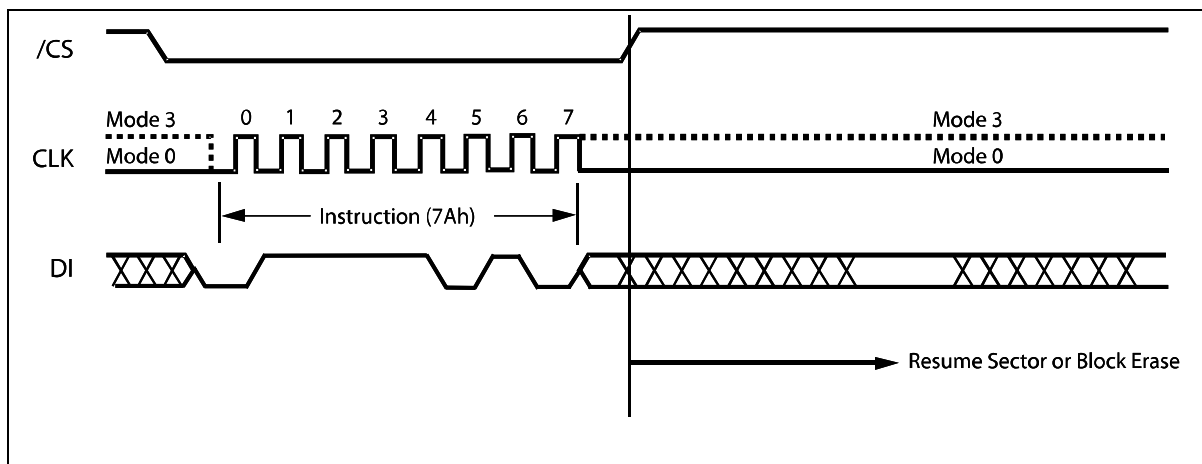 /CS
Mode 3
0 1 2 3 4 5 6 7
Mode 3
CLK
Mode 0
Mode 0
Instruction (7Ah)
DI
Resume Sector or Block Erase